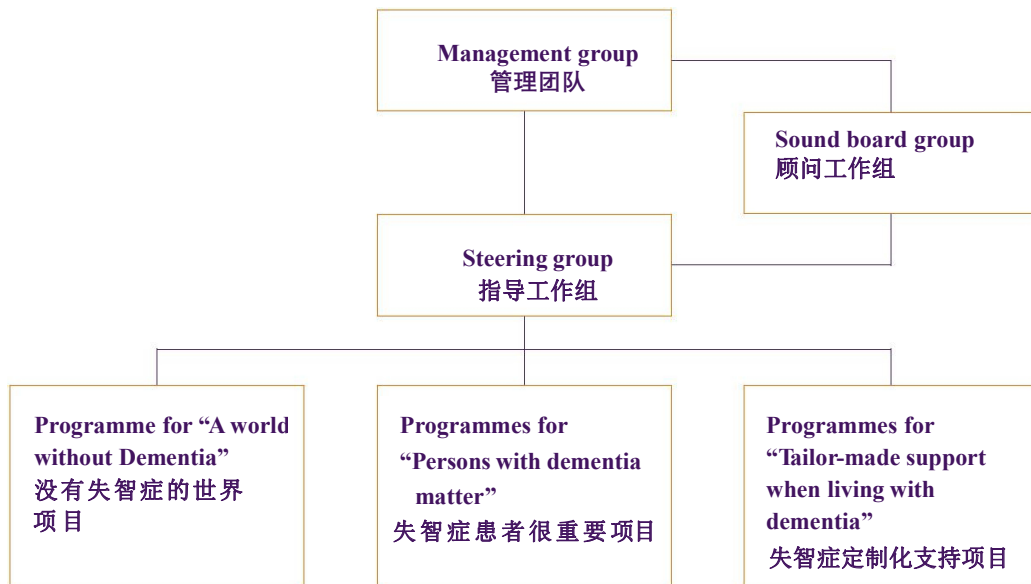 Management group
管理团队
Sound board group
顾问工作组
Steering group
指导工作组
Programme for “A world
without Dementia”
没有失智症的世界
项目
Programmes for
“Persons with dementia
matter”
失智症患者很重要项目
Programmes for
“Tailor-made support
when living with
dementia”
失智症定制化支持项目